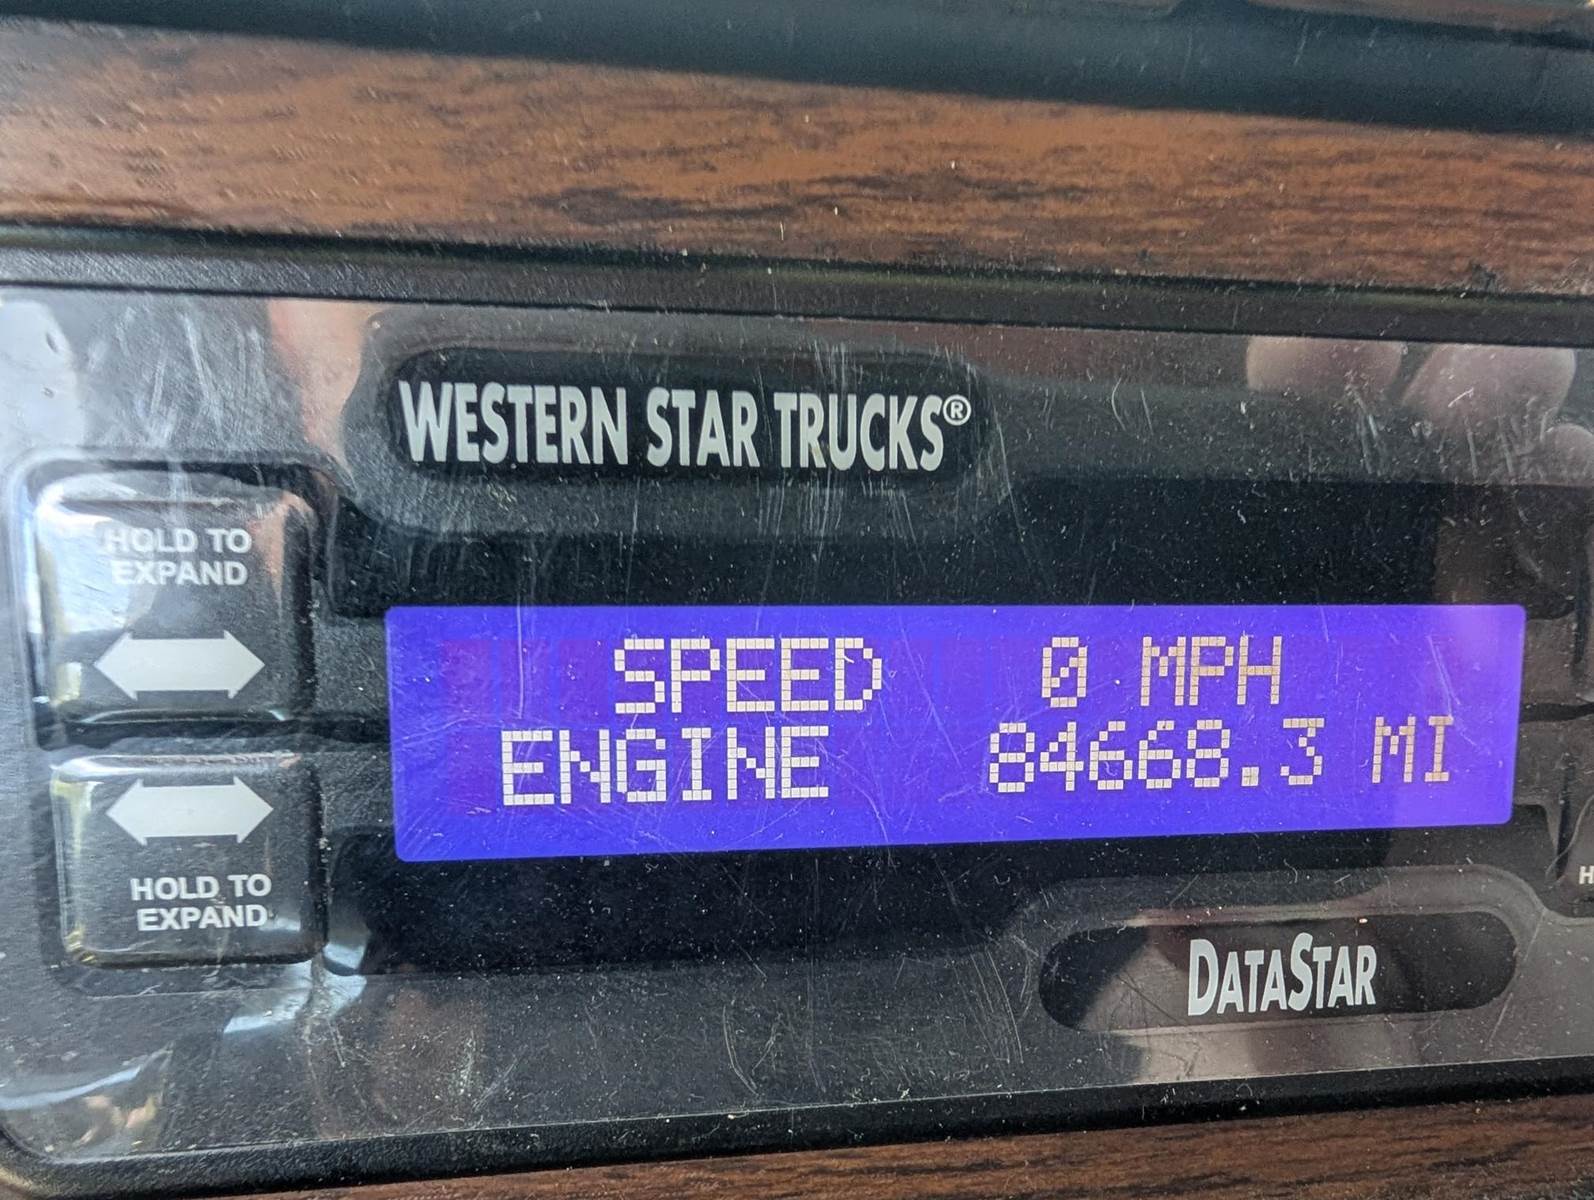 WESTERN STAR TRUCKS®
HOLD TO
EXPAND
SPEED 0 MPH
ENGINE 84668.3 MI
HOLD TO
EXPAND
DATASTAR